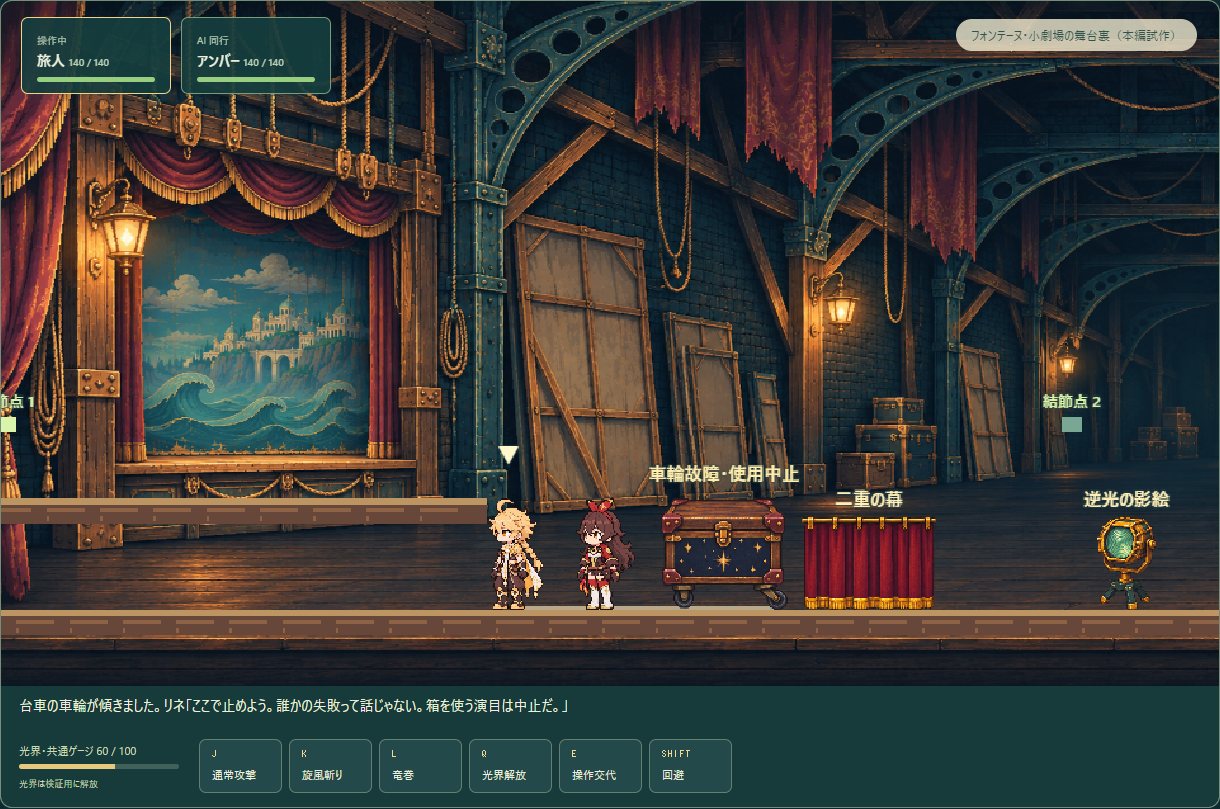 操作中
旅人 140 / 140
AI 同行
アンバー 140 / 140
フォンテーヌ・小劇場の舞台裏（本編試作）
節点 1
結節点 2
車輪故障・使用中止
二重の幕
逆光の影絵
台車の車輪が傾きました。リネ「ここで止めよう。誰かの失敗って話じゃない。箱を使う演目は中止だ。」
光界・共通ゲージ 60 / 100
光界は検証用に解放
J
通常攻撃
K
旋風斬り
L
竜巻
Q
光界解放
E
操作交代
SHIFT
回避